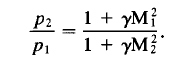 p₂/p₁ = (1 + γM₁²)/(1 + γM₂²).